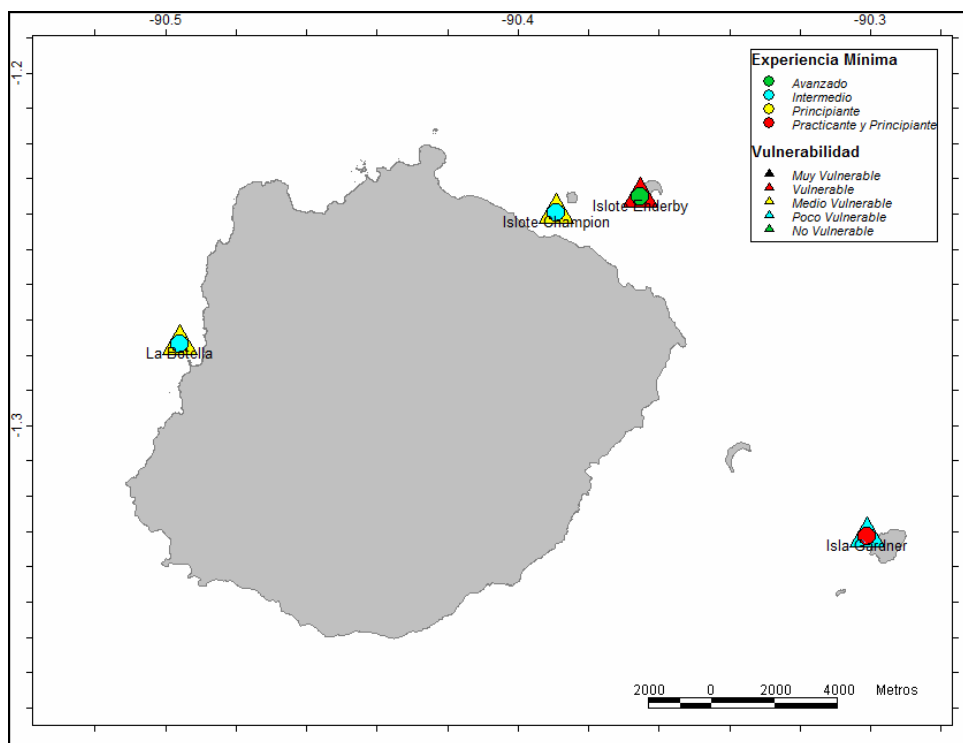 -90.5 -90.4 -90.3
-1.2
Experiencia Mínima
Avanzado
Intermedio
Principiante
Practicante y Principiante
Vulnerabilidad
Muy Vulnerable
Vulnerable
Medio Vulnerable
Poco Vulnerable
No Vulnerable
Islote Enderby
Islote Champion
La Botella
-1.3
Isla Gardner
2000 0 2000 4000 Metros